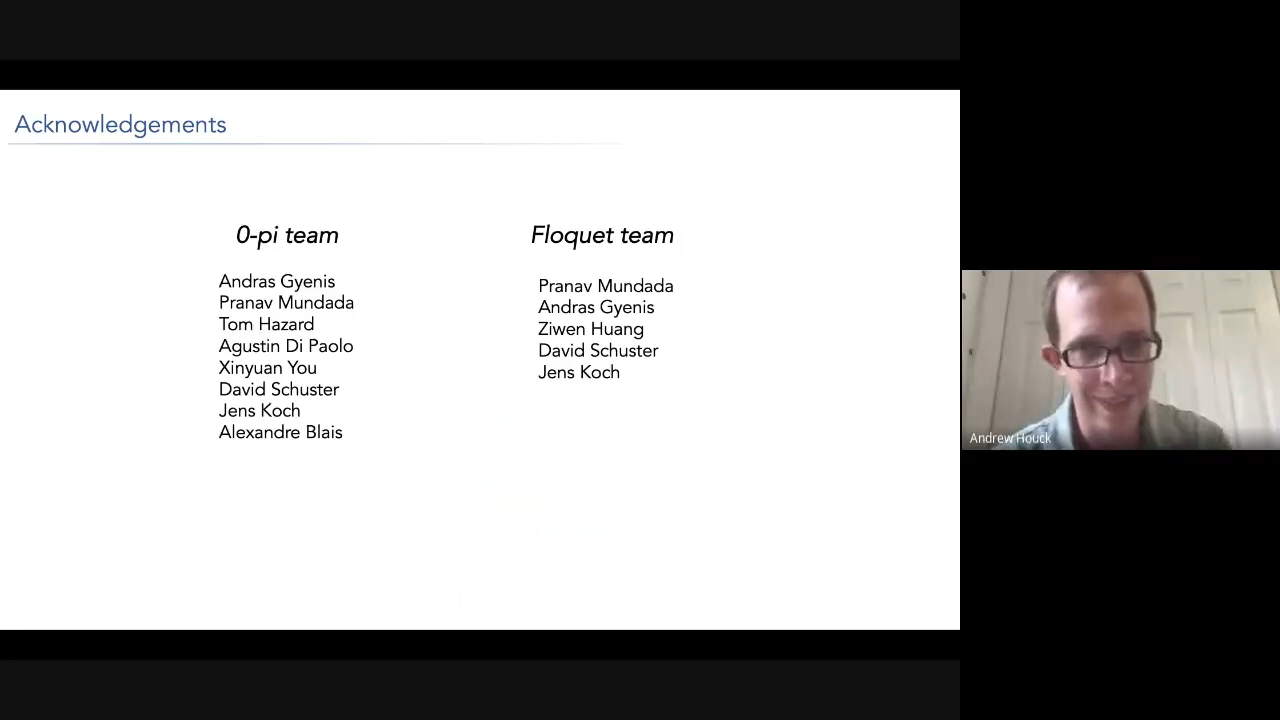 Acknowledgements
0-pi team
Andras Gyenis
Pranav Mundada
Tom Hazard
Agustin Di Paolo
Xinyuan You
David Schuster
Jens Koch
Alexandre Blais
Floquet team
Pranav Mundada
Andras Gyenis
Ziwen Huang
David Schuster
Jens Koch
Andrew Houck